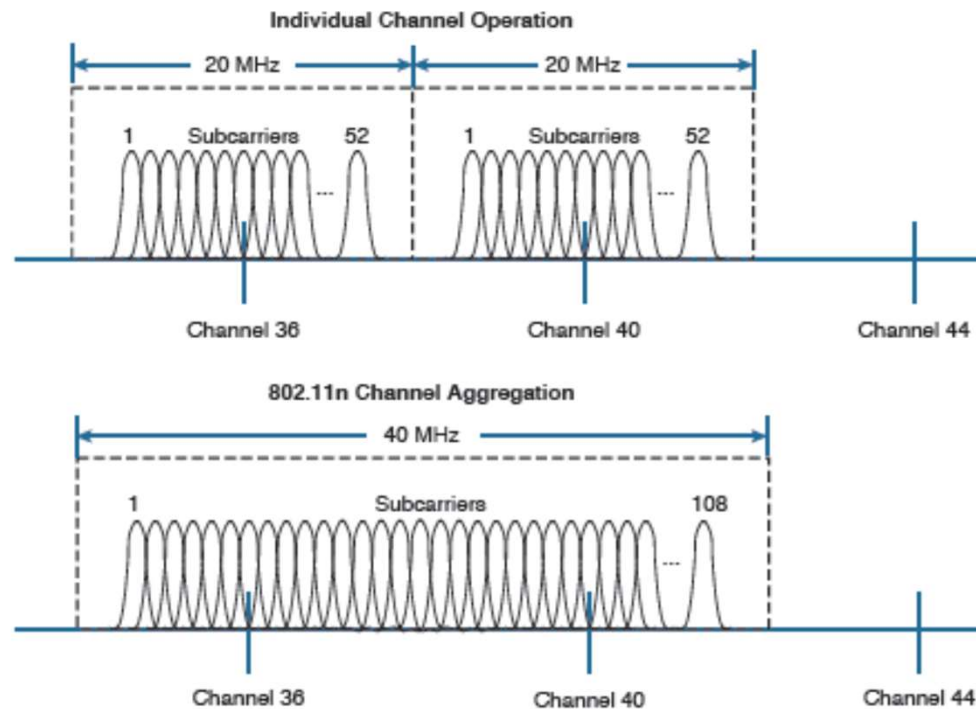 Individual Channel Operation
20 MHz 20 MHz
1 Subcarriers 52 1 Subcarriers 52
... ...
Channel 36 Channel 40 Channel 44
802.11n Channel Aggregation
40 MHz
1 Subcarriers 108
...
Channel 36 Channel 40 Channel 44